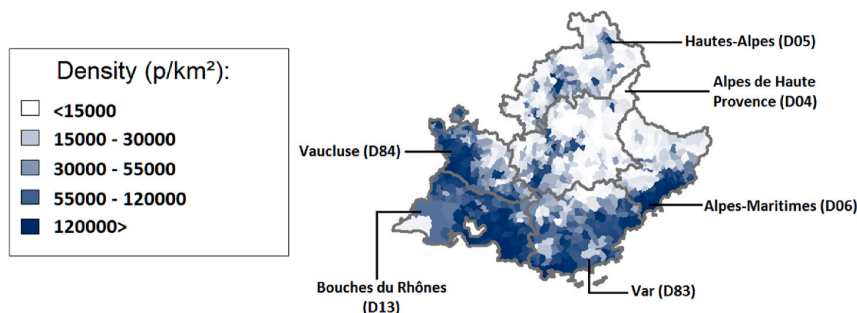 Density (p/km²):
<15000
15000 - 30000
30000 - 55000
55000 - 120000
120000>
Hautes-Alpes (D05)
Alpes de Haute
Provence (D04)
Vaucluse (D84)
Alpes-Maritimes (D06)
Bouches du Rhônes
(D13)
Var (D83)